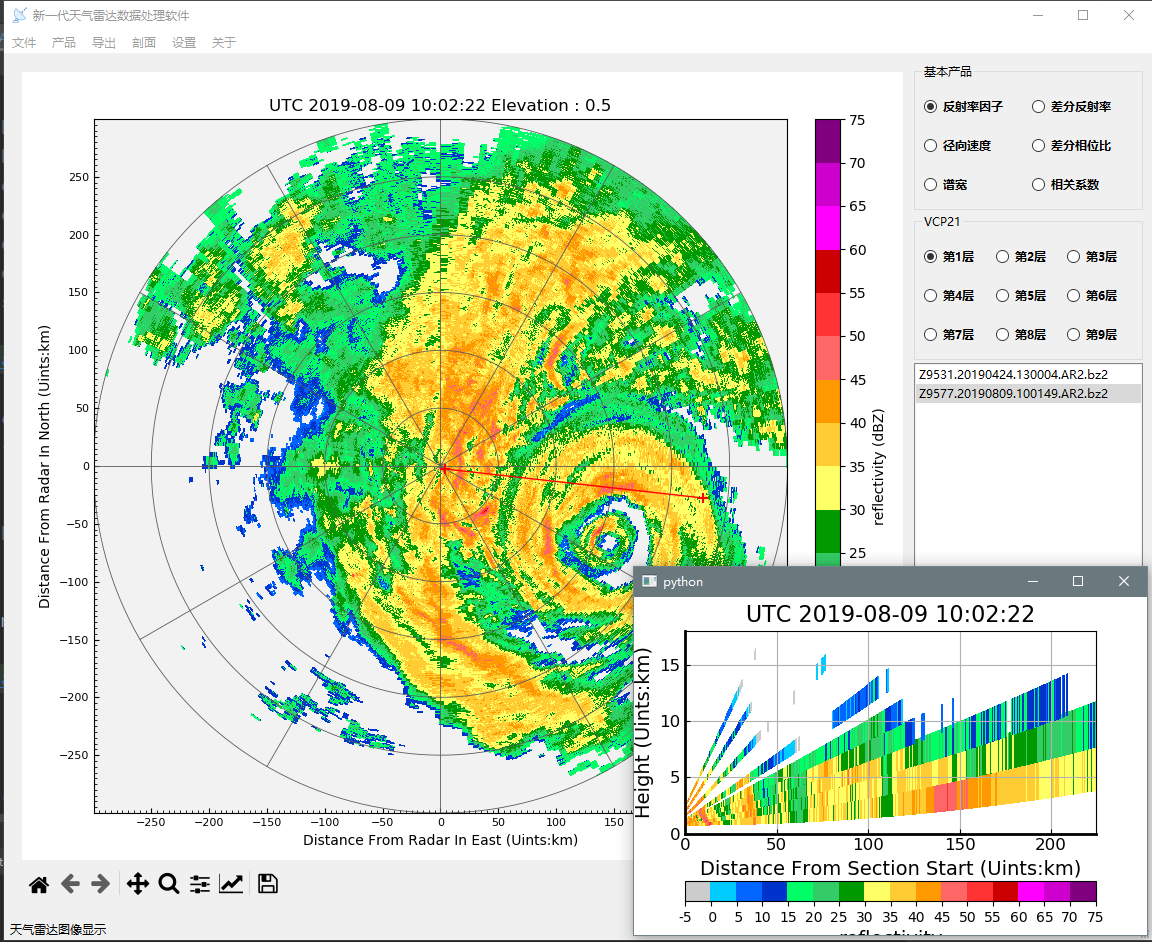 新一代天气雷达数据处理软件
文件 产品 导出 剖面 设置 关于
UTC 2019-08-09 10:02:22 Elevation : 0.5
Distance From Radar In North (Uints:km)
250
200
150
100
50
0
−50
−100
−150
−200
−250
−250 −200 −150 −100 −50 0 50 100 150
Distance From Radar In East (Uints:km)
75
70
65
60
55
50
45
40
35
30
25
reflectivity (dBZ)
基本产品
反射率因子 差分反射率
径向速度 差分相位比
谱宽 相关系数
VCP21
第1层 第2层 第3层
第4层 第5层 第6层
第7层 第8层 第9层
Z9531.20190424.130004.AR2.bz2
Z9577.20190809.100149.AR2.bz2
python
UTC 2019-08-09 10:02:22
Height (Uints:km)
15
10
5
0
0 50 100 150 200
Distance From Section Start (Uints:km)
-5 0 5 10 15 20 25 30 35 40 45 50 55 60 65 70 75
reflectivity
天气雷达图像显示